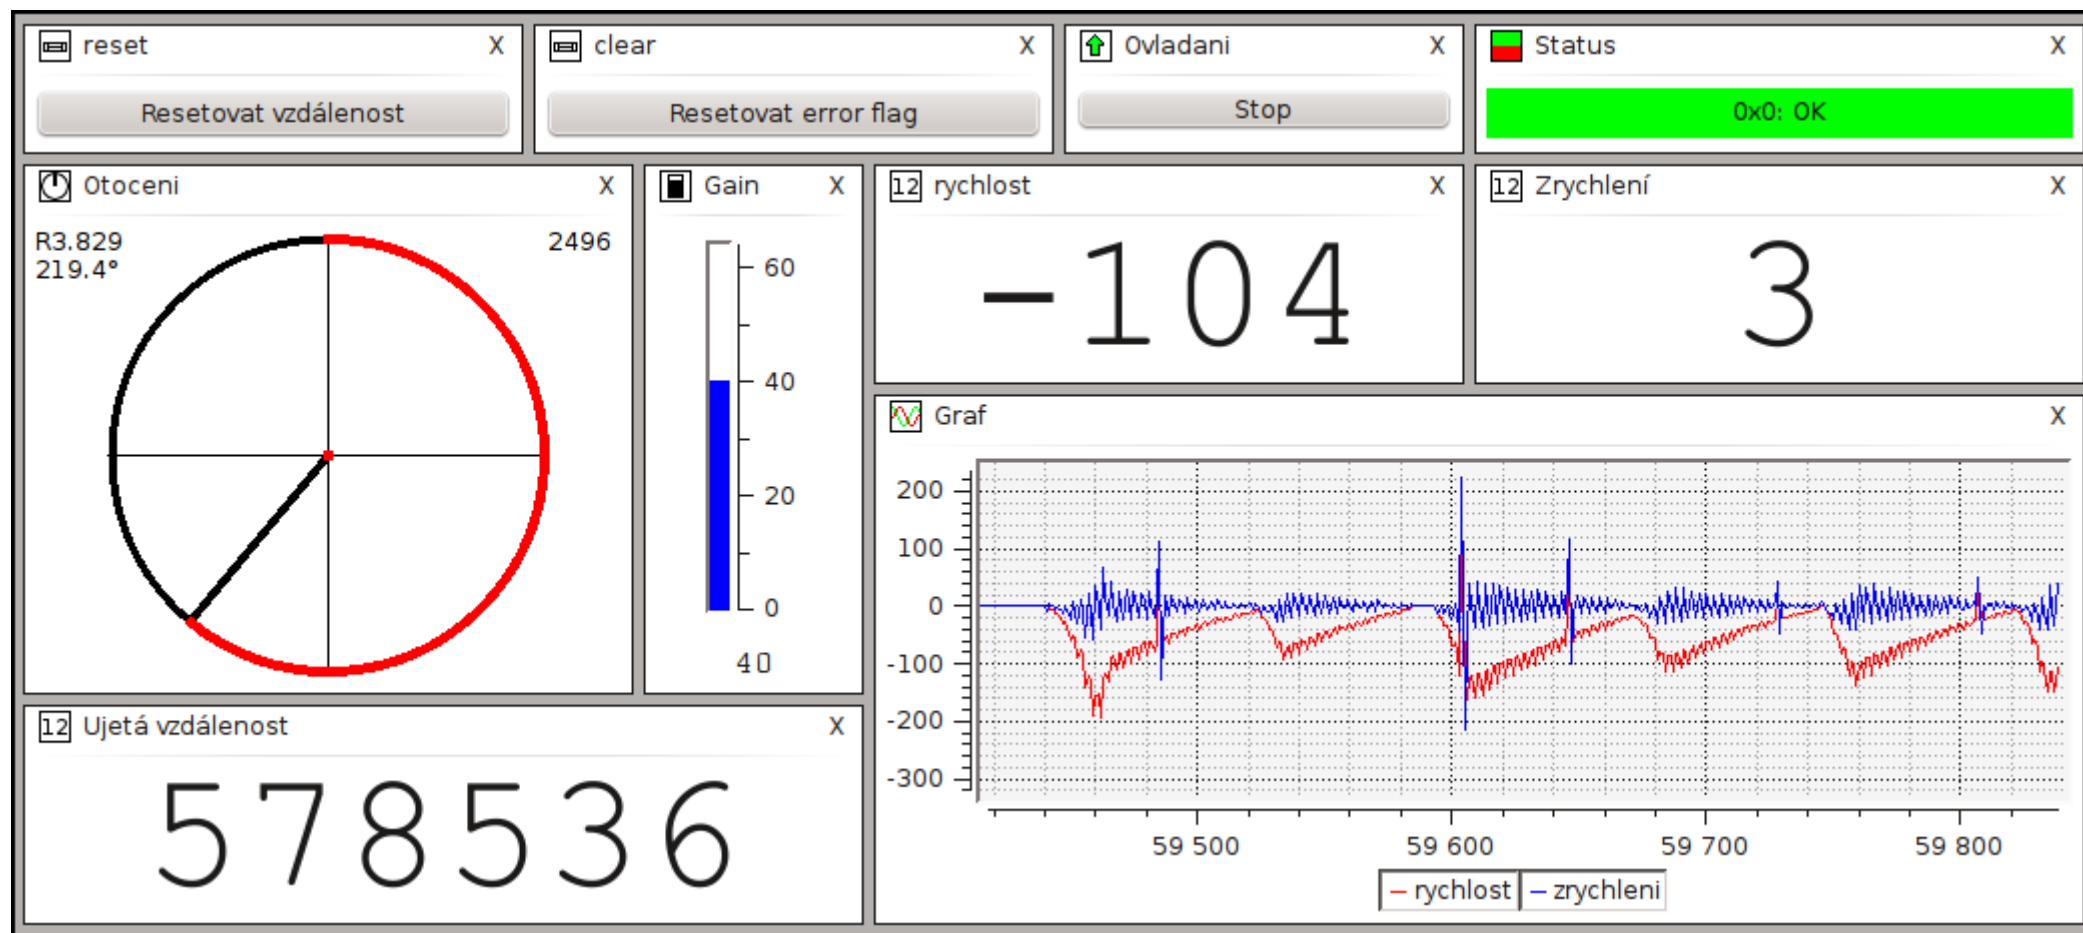 reset X
Resetovat vzdálenost
clear X
Resetovat error flag
Ovladani X
Stop
Status X
0x0: OK
Otoceni X
R3.829 2496
219.4°
Gain X
60
40
20
0
40
12 rychlost X
-104
12 Zrychlení X
3
12 Ujetá vzdálenost X
578536
Graf X
200
100
0
-100
-200
-300
59 500 59 600 59 700 59 800
rychlost zrychleni